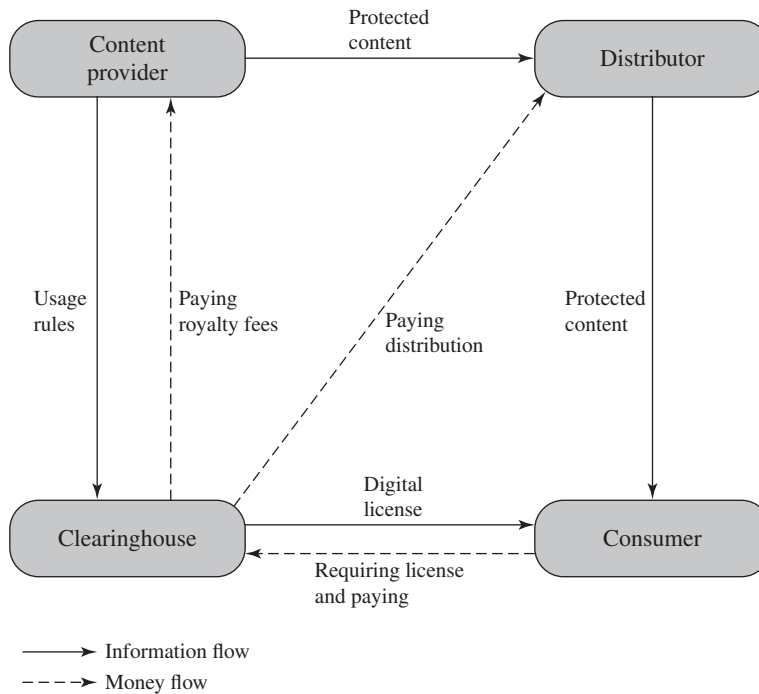 Protected
content
Content
provider
Distributor
Usage
rules
Paying
royalty fees
Paying
distribution
Protected
content
Digital
license
Clearinghouse
Consumer
Requiring license
and paying
Information flow
Money flow